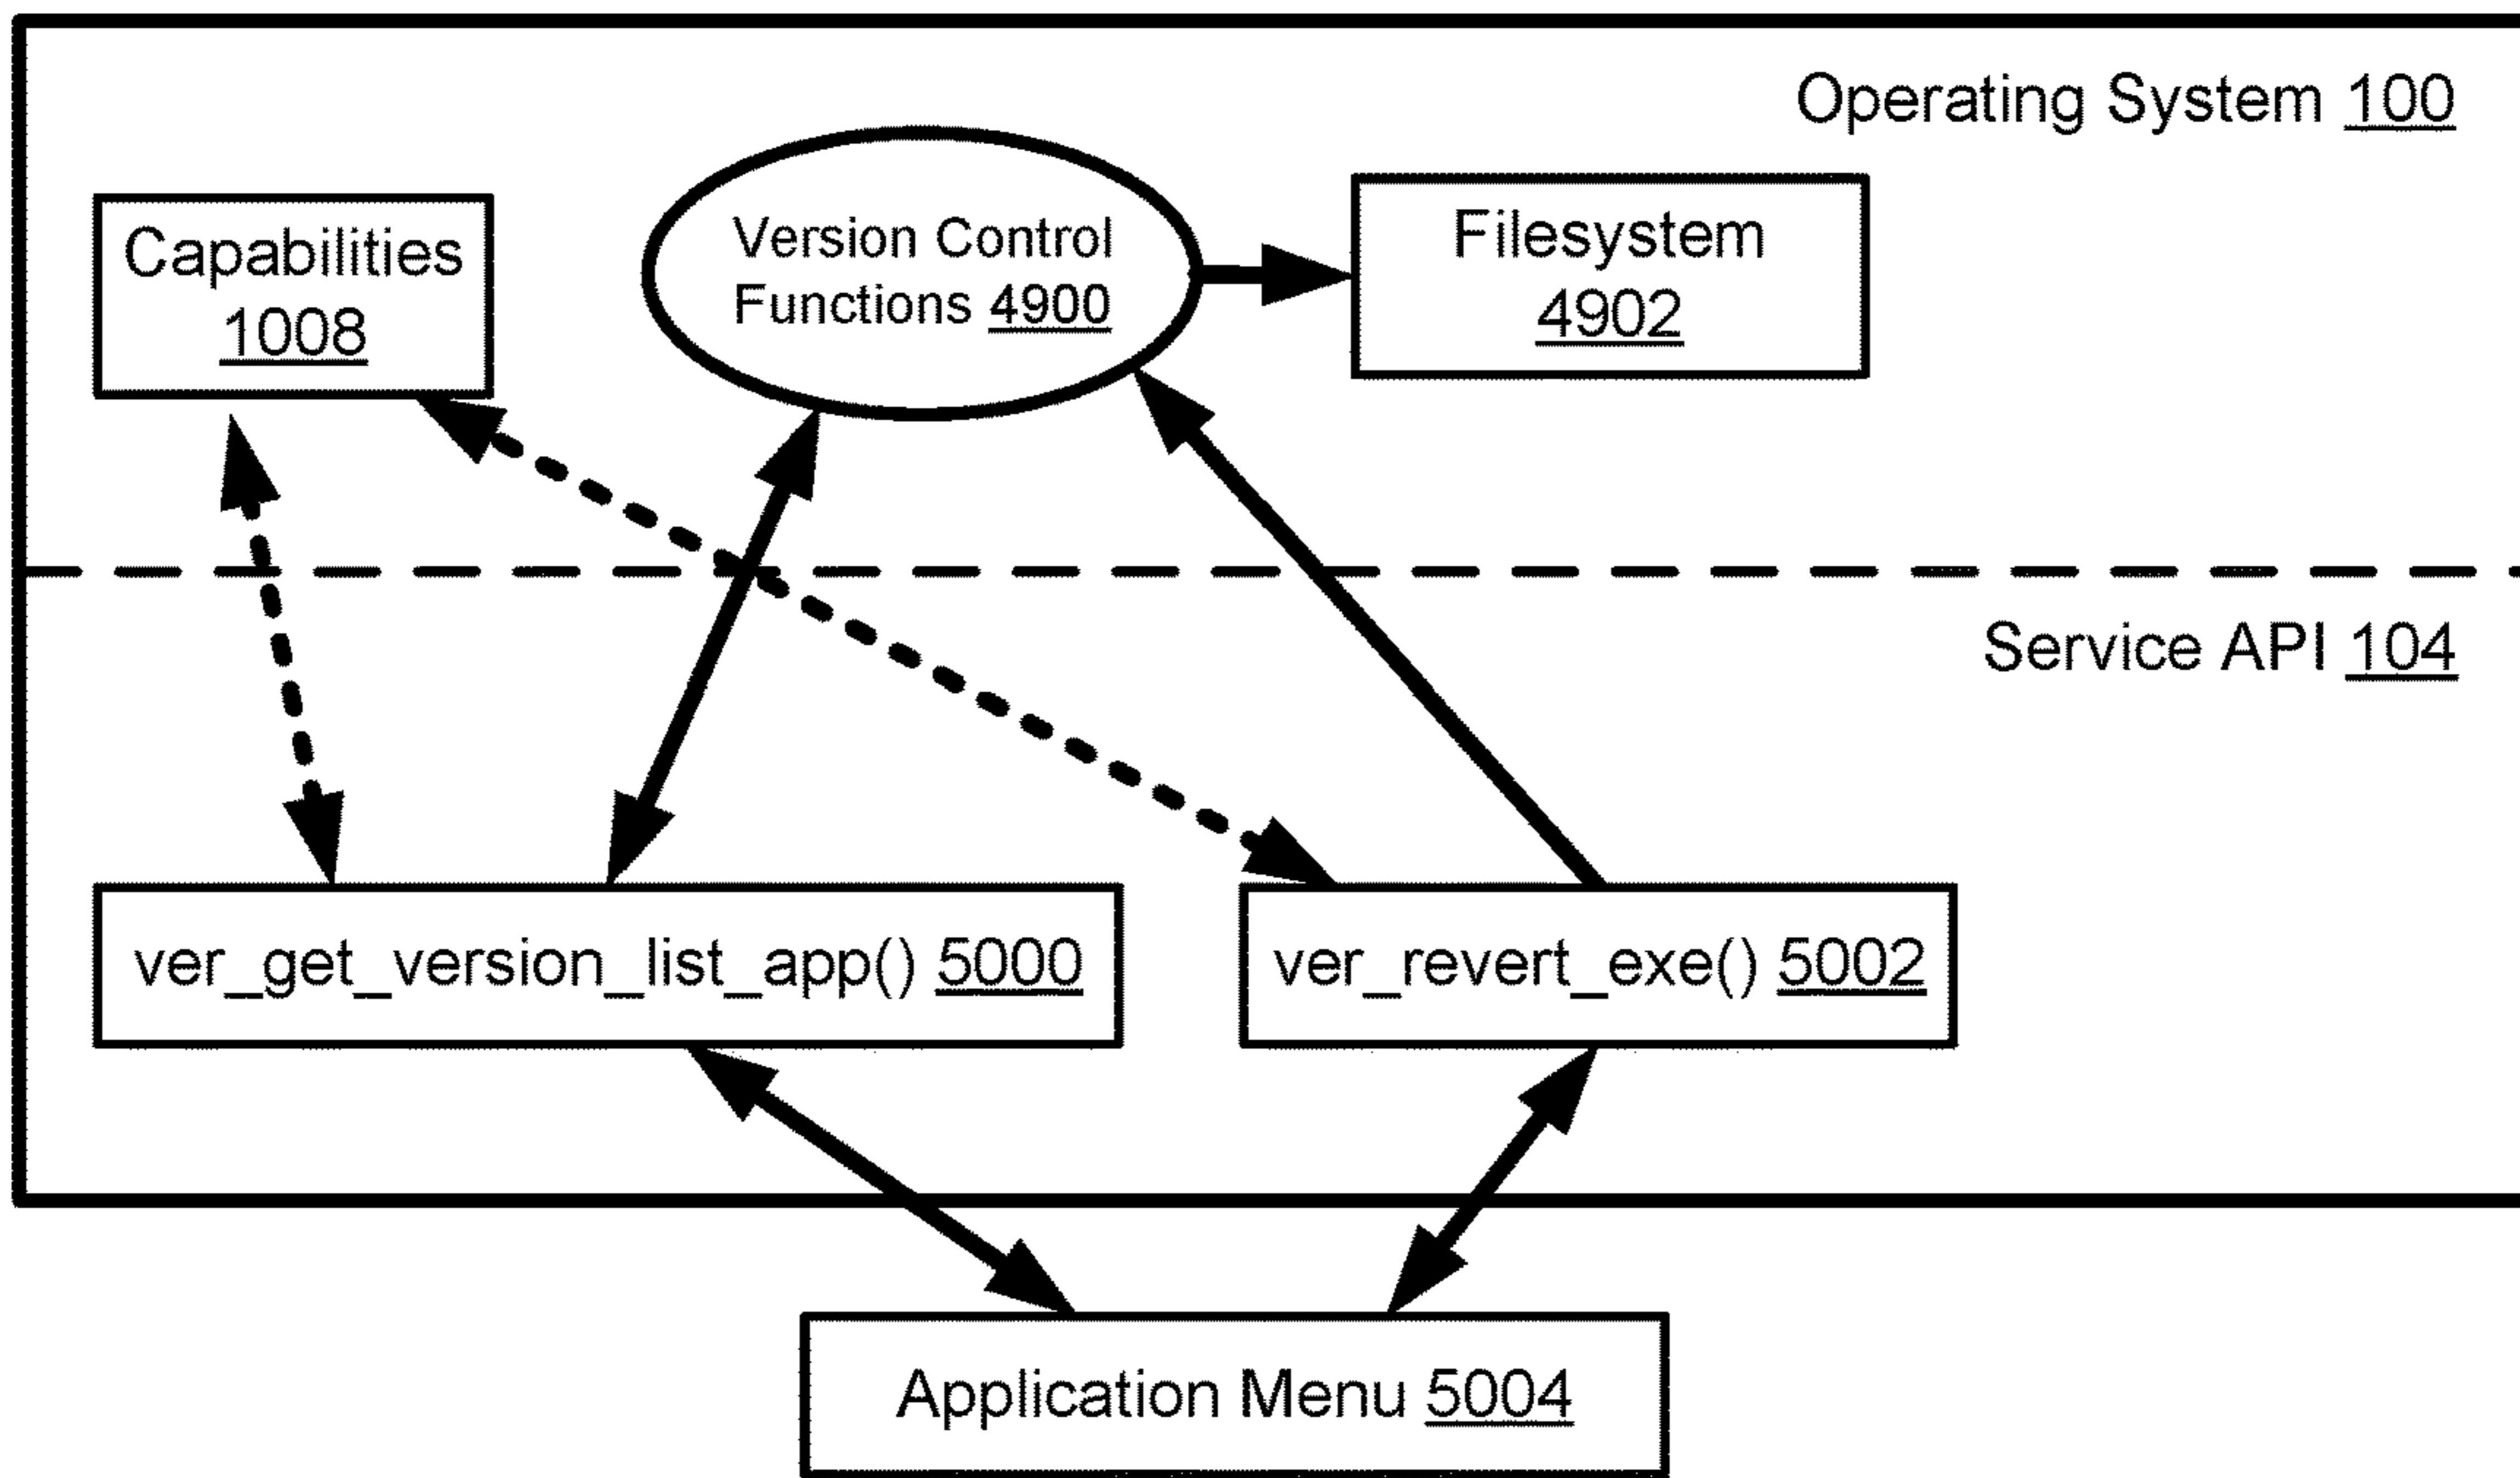 Operating System 100
Capabilities
1008
Version Control
Functions 4900
Filesystem
4902
Service API 104
ver_get_version_list_app() 5000
ver_revert_exe() 5002
Application Menu 5004